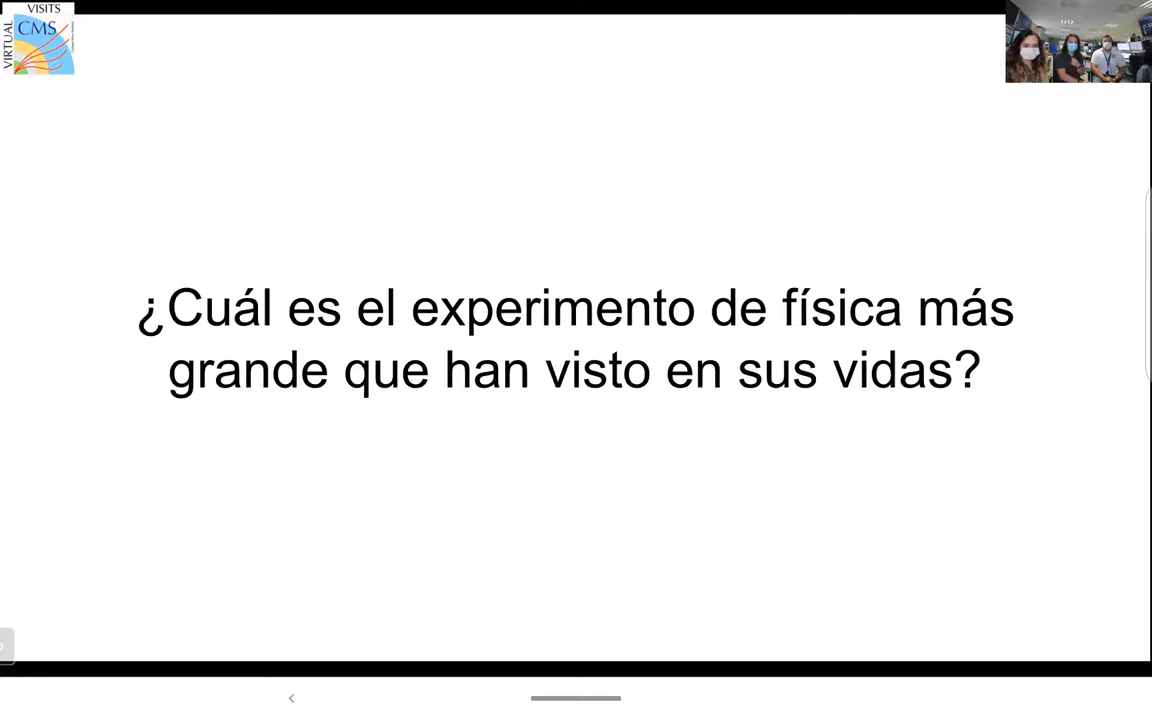 VISITS
VIRTUAL
CMS
¿Cuál es el experimento de física más
grande que han visto en sus vidas?